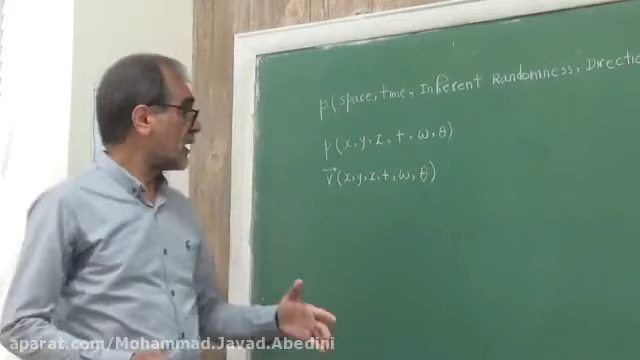 p(space, time, Inherent Randomness, Directio
p(x, y, z, t, ω, θ)
V⃗(x, y, z, t, ω, θ)
aparat.com/Mohammad.Javad.Abedini